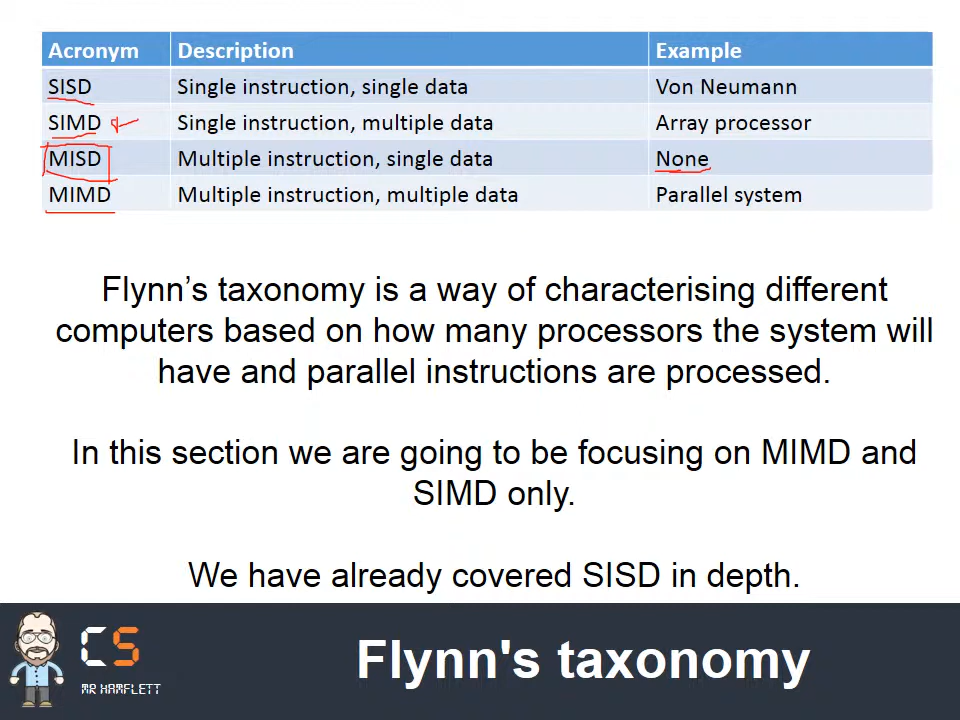 Acronym Description Example
SISD Single instruction, single data Von Neumann
SIMD Single instruction, multiple data Array processor
MISD Multiple instruction, single data None
MIMD Multiple instruction, multiple data Parallel system
Flynn’s taxonomy is a way of characterising different
computers based on how many processors the system will
have and parallel instructions are processed.
In this section we are going to be focusing on MIMD and
SIMD only.
We have already covered SISD in depth.
CS
MR HAMFLETT
Flynn's taxonomy